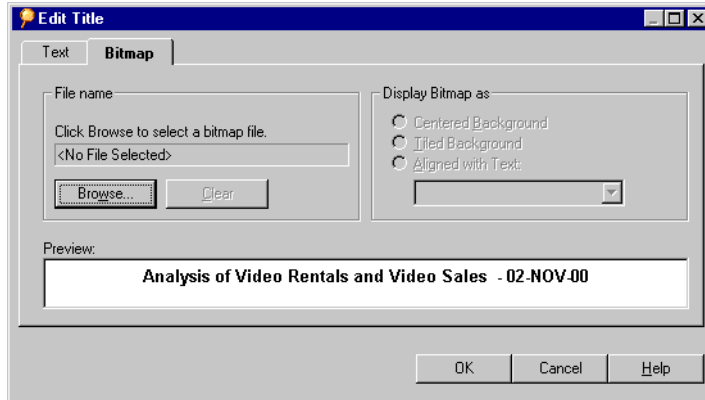 Edit Title
Text Bitmap
File name
Click Browse to select a bitmap file.
<No File Selected>
Browse... Clear
Display Bitmap as
Centered Background
Tiled Background
Aligned with Text:
Preview:
Analysis of Video Rentals and Video Sales - 02-NOV-00
OK Cancel Help